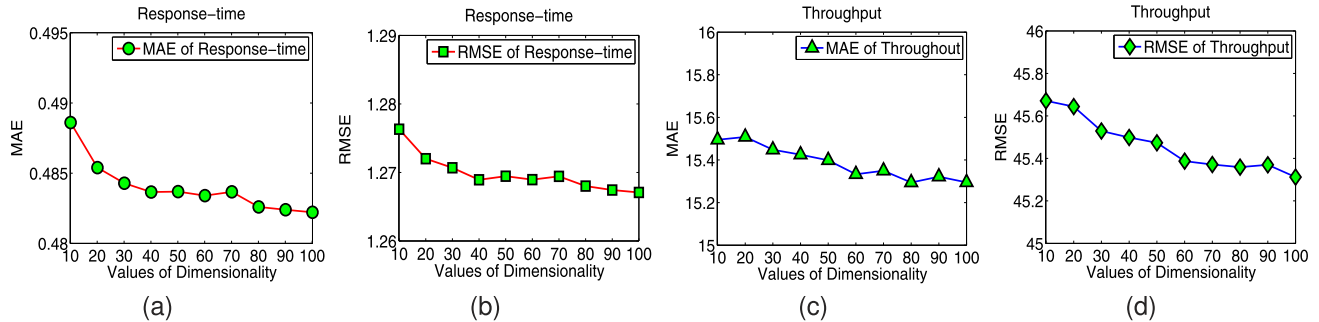 Response-time
0.495
MAE of Response-time
0.49
0.485
0.48
MAE
10 20 30 40 50 60 70 80 90 100
Values of Dimensionality
(a)
Response-time
1.29
RMSE of Response-time
1.28
1.27
1.26
RMSE
10 20 30 40 50 60 70 80 90 100
Values of Dimensionality
(b)
Throughput
16
MAE of Throughout
15.8
15.6
15.4
15.2
15
MAE
10 20 30 40 50 60 70 80 90 100
Values of Dimensionality
(c)
Throughput
46
RMSE of Throughput
45.8
45.6
45.4
45.2
45
RMSE
10 20 30 40 50 60 70 80 90 100
Values of Dimensionality
(d)